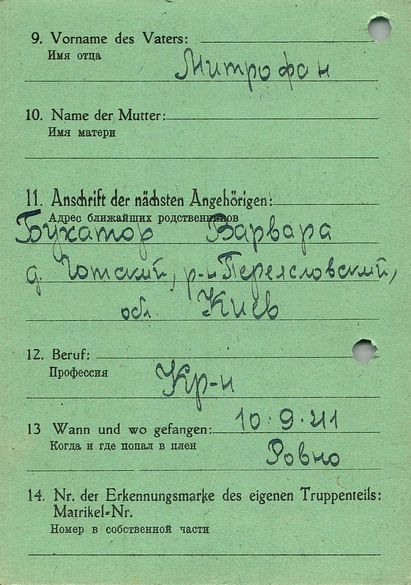 9. Vorname des Vaters:
Имя отца
Митрофан
10. Name der Mutter:
Имя матери
11. Anschrift der nächsten Angehörigen:
Адрес ближайших родственников
Бухатор Варвара
д. Готский, р-н Переясловский,
обл. Киев
12. Beruf:
Профессия
Кр-н
13 Wann und wo gefangen: 10.9.41
Когда и где попал в плен
Ровно
14. Nr. der Erkennungsmarke des eigenen Truppenteils:
Matrikel-Nr.
Номер в собственной части